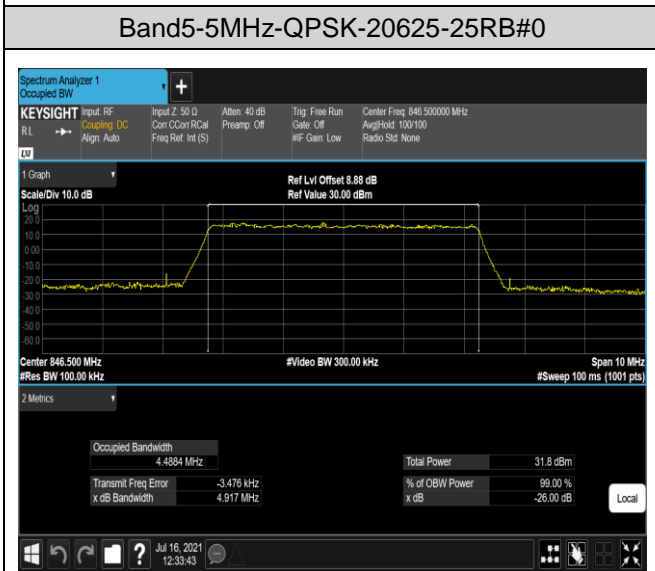 Band5-5MHz-QPSK-20625-25RB#0
Spectrum Analyzer 1
Occupied BW
+
KEYSIGHT Input: RF Input Z: 50 Ω Atten: 40 dB Trig: Free Run Center Freq: 846.500000 MHz
RL Coupling: DC Corr CCorr RCal Preamp: Off Gate: Off Avg|Hold: 100/100
Align: Auto Freq Ref: Int (S) #IF Gain: Low Radio Std: None
LXI
1 Graph Ref Lvl Offset 8.88 dB
Scale/Div 10.0 dB Ref Value 30.00 dBm
Log
20.0
10.0
0.00
-10.0
-20.0
-30.0
-40.0
-50.0
-60.0
Center 846.500 MHz #Video BW 300.00 kHz Span 10 MHz
#Res BW 100.00 kHz #Sweep 100 ms (1001 pts)
2 Metrics
Occupied Bandwidth
4.4884 MHz Total Power 31.8 dBm
Transmit Freq Error -3.476 kHz % of OBW Power 99.00 %
x dB Bandwidth 4.917 MHz x dB -26.00 dB
Local
? Jul 16, 2021
12:33:43